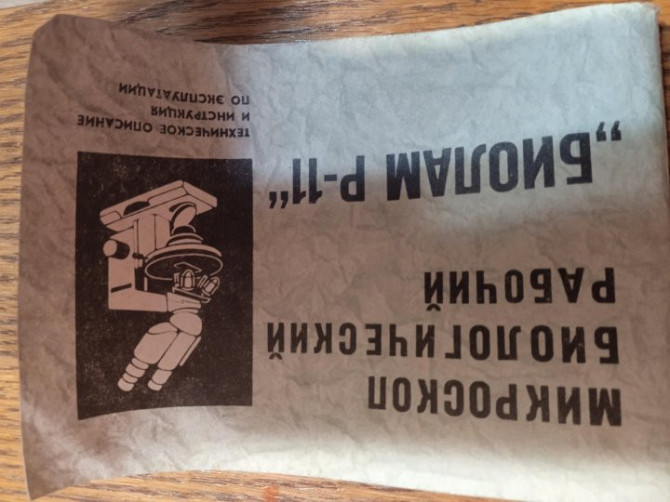 МИКРОСКОП
БИОЛОГИЧЕСКИЙ
РАБОЧИЙ
„БИОЛАМ Р-11“
ТЕХНИЧЕСКОЕ ОПИСАНИЕ
И ИНСТРУКЦИЯ
ПО ЭКСПЛУАТАЦИИ